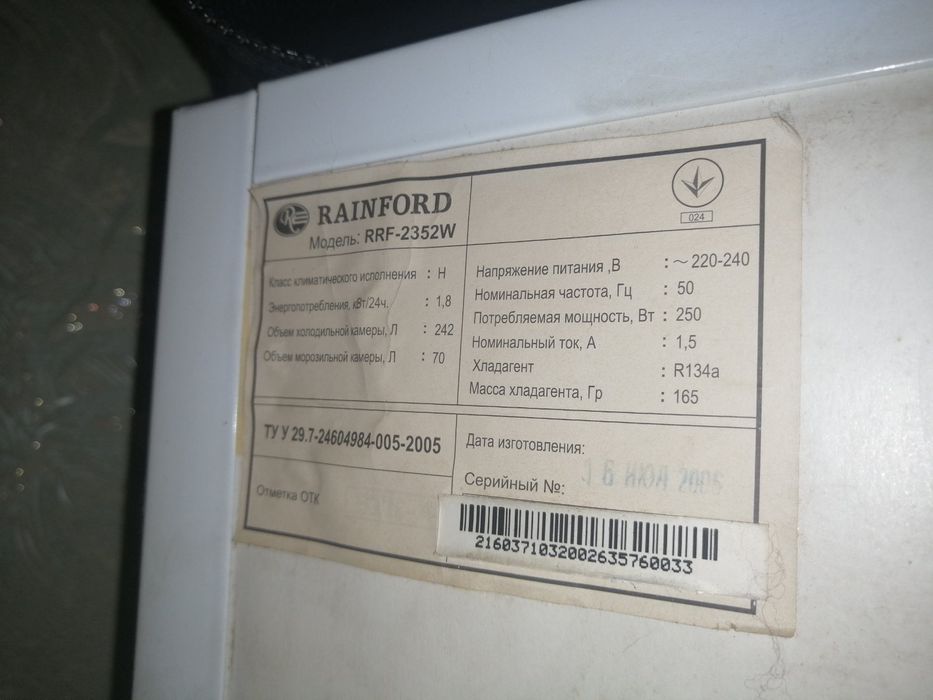 RAINFORD
Модель: RRF-2352W
024
Класс климатического исполнения : Н
Энергопотребления, кВт/24ч. : 1,8
Объем холодильной камеры, Л : 242
Объем морозильной камеры, Л : 70
Напряжение питания ,В : ~ 220-240
Номинальная частота, Гц : 50
Потребляемая мощность, Вт : 250
Номинальный ток, А : 1,5
Хладагент : R134a
Масса хладагента, Гр : 165
ТУ У 29.7-24604984-005-2005
Отметка ОТК
Дата изготовления:
Серийный №:
2160371032002635760033